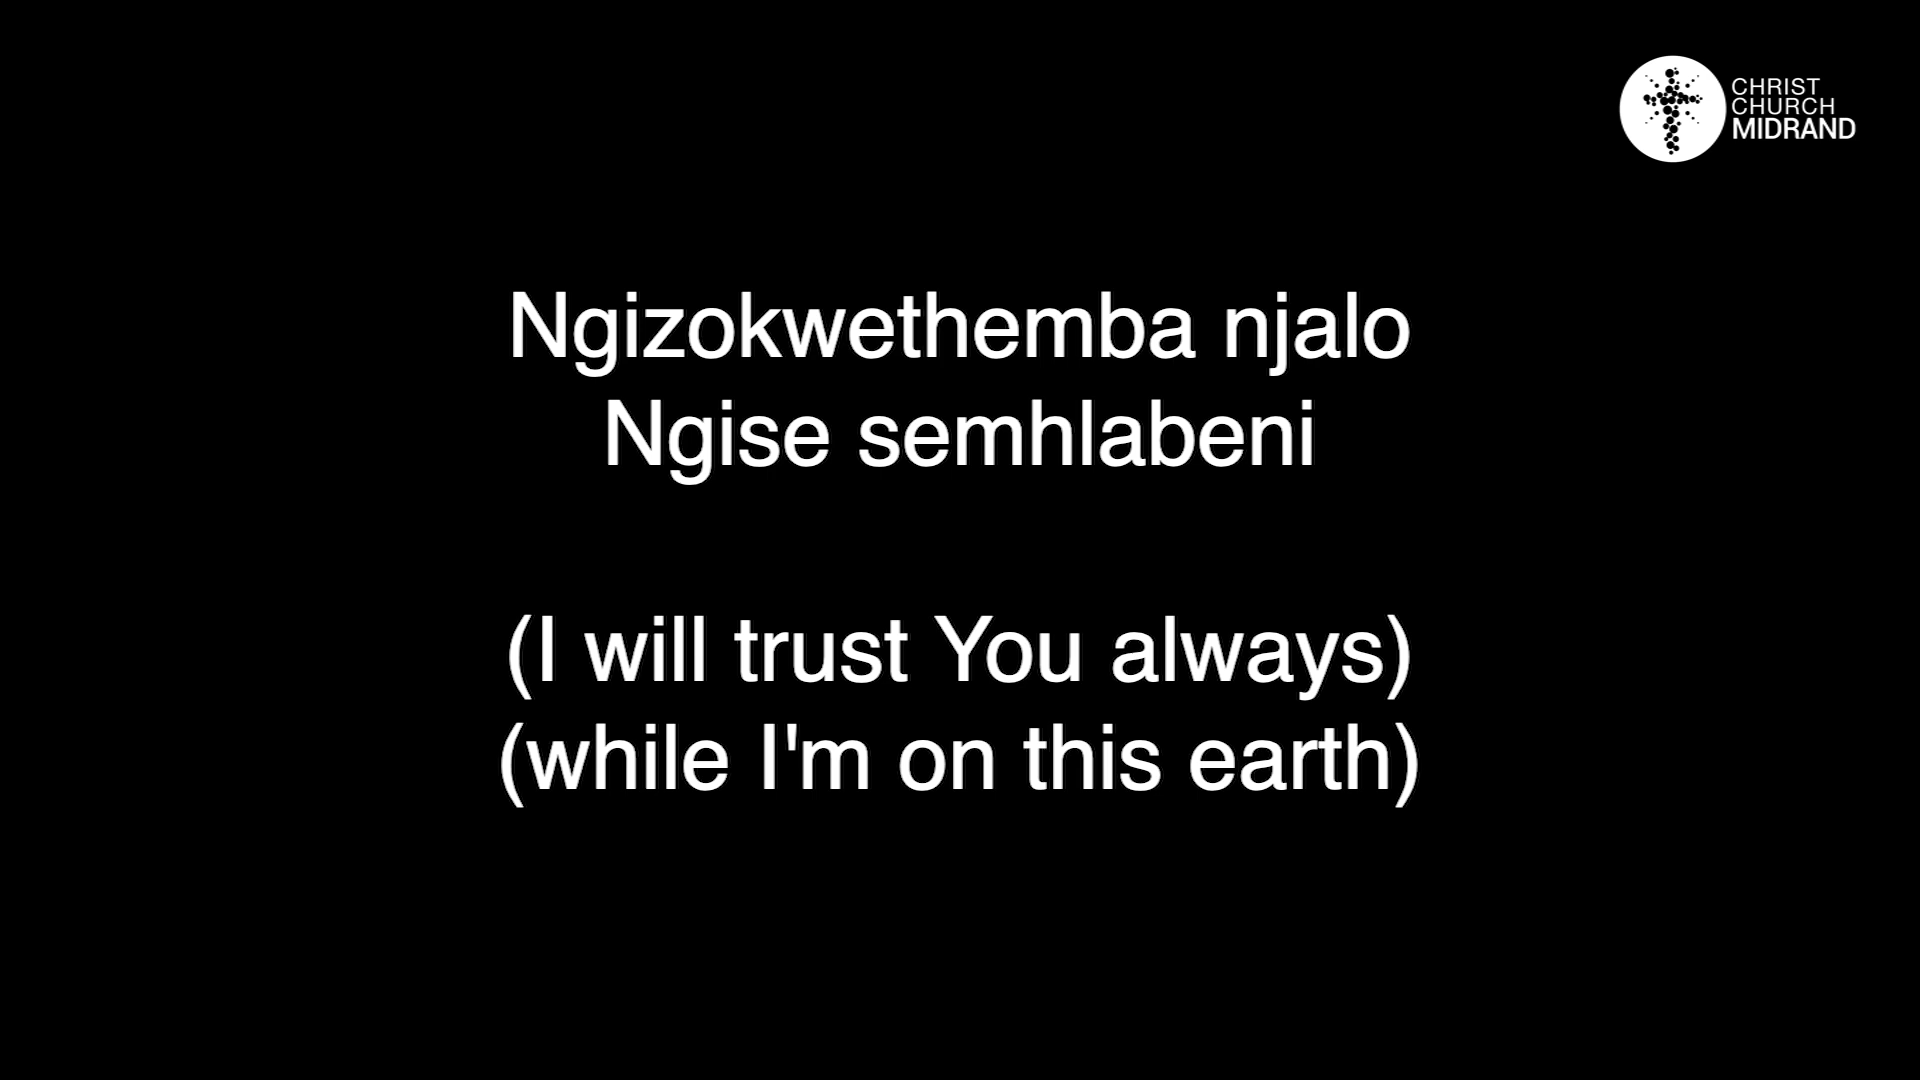 CHRIST
CHURCH
MIDRAND
Ngizokwethemba njalo
Ngise semhlabeni
(I will trust You always)
(while I'm on this earth)